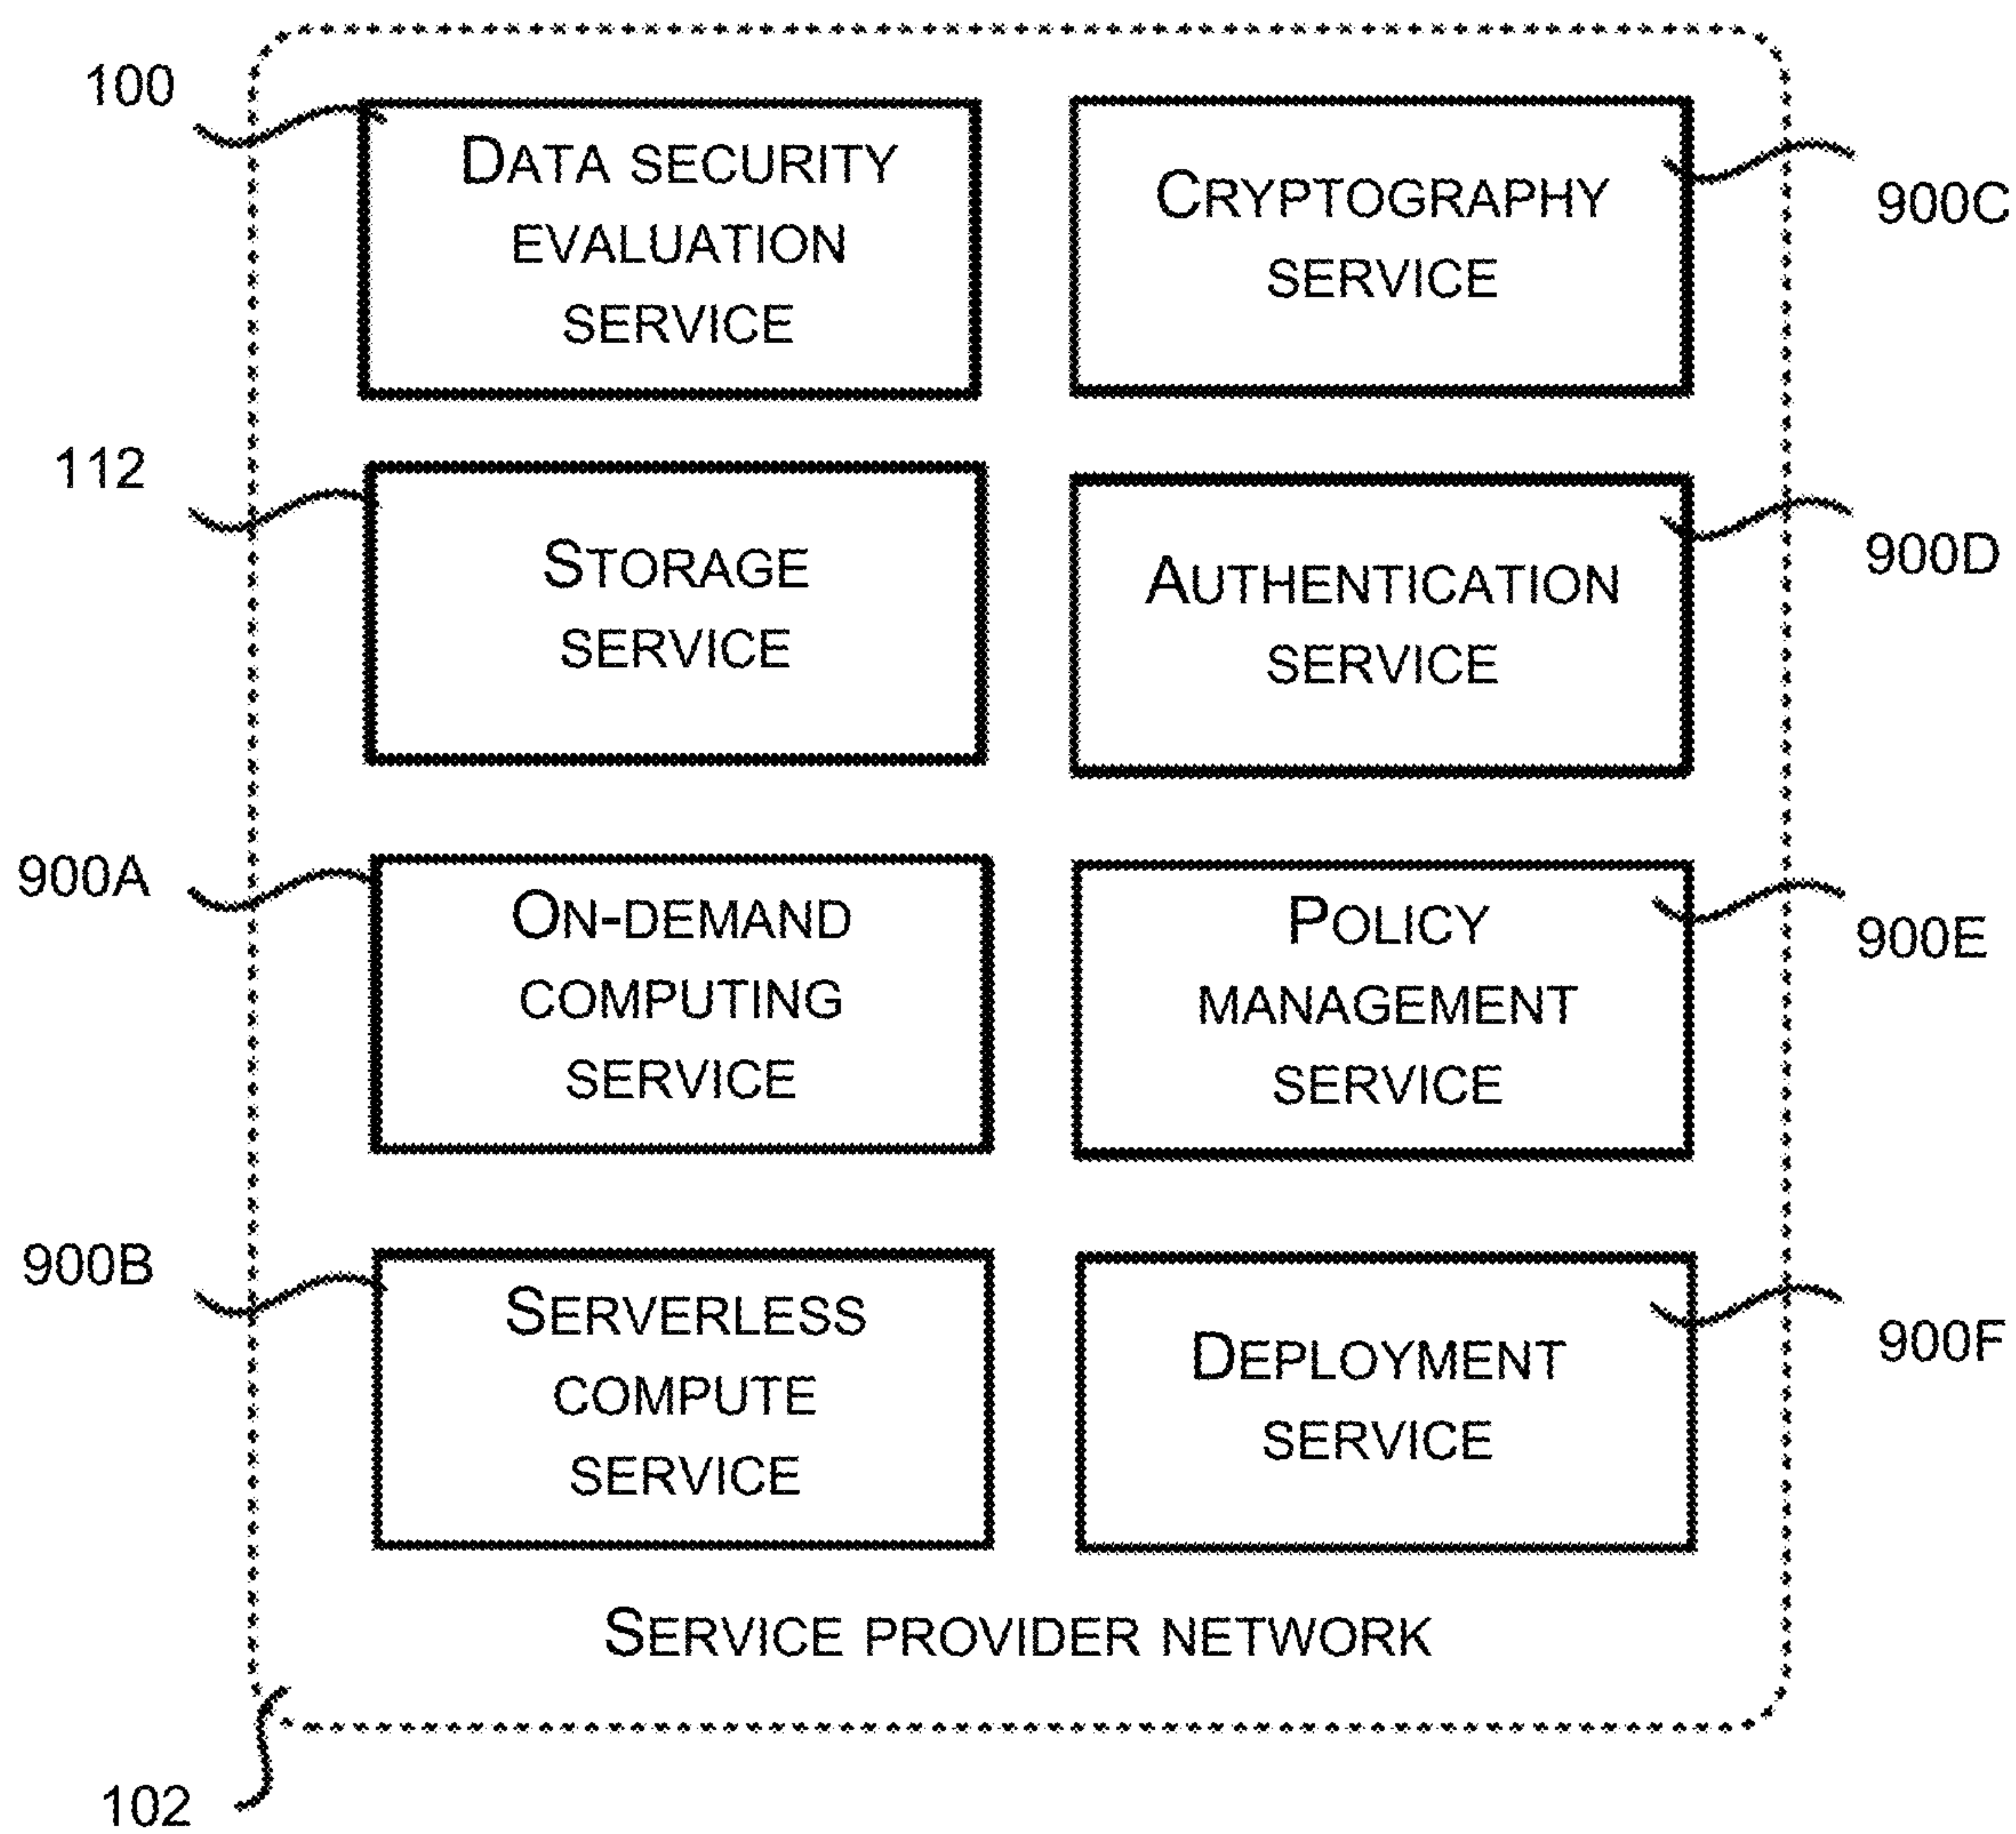 100
DATA SECURITY
EVALUATION
SERVICE
CRYPTOGRAPHY
SERVICE
900C
112
STORAGE
SERVICE
AUTHENTICATION
SERVICE
900D
900A
ON-DEMAND
COMPUTING
SERVICE
POLICY
MANAGEMENT
SERVICE
900E
900B
SERVERLESS
COMPUTE
SERVICE
DEPLOYMENT
SERVICE
900F
SERVICE PROVIDER NETWORK
102